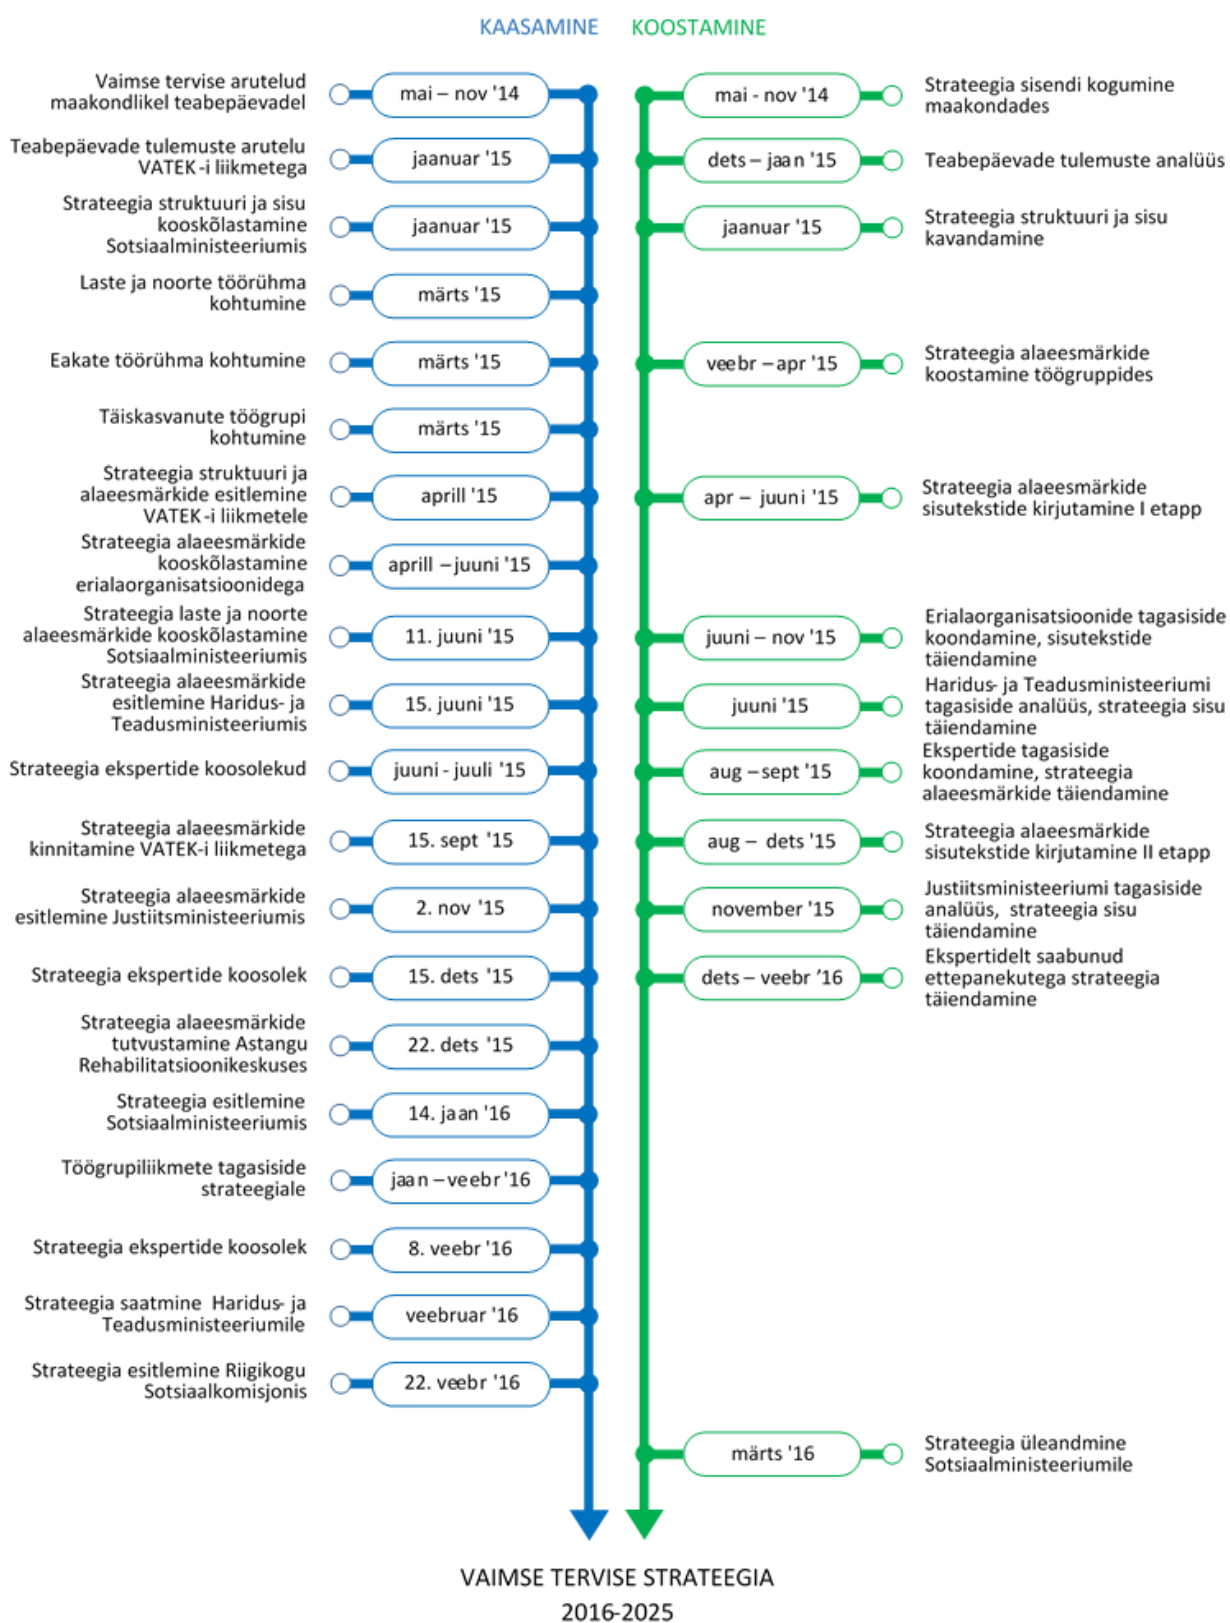 KAASAMINE KOOSTAMINE
Vaimse tervise arutelud
maakondlikel teabepäevadel
mai – nov '14
mai - nov '14
Strateegia sisendi kogumine
maakondades
Teabepäevade tulemuste arutelu
VATEK-i liikmetega
jaanuar '15
dets – jaan '15
Teabepäevade tulemuste analüüs
Strateegia struktuuri ja sisu
kooskõlastamine
Sotsiaalministeeriumis
jaanuar '15
jaanuar '15
Strateegia struktuuri ja sisu
kavandamine
Laste ja noorte töörühma
kohtumine
märts '15
Eakate töörühma kohtumine
märts '15
veebr – apr '15
Strateegia alaeesmärkide
koostamine töögruppides
Täiskasvanute töögrupi
kohtumine
märts '15
Strateegia struktuuri ja
alaeesmärkide esitlemine
VATEK-i liikmetele
aprill '15
apr – juuni '15
Strateegia alaeesmärkide
sisutekstide kirjutamine I etapp
Strateegia alaeesmärkide
kooskõlastamine
erialaorganisatsioonidega
aprill – juuni '15
Strateegia laste ja noorte
alaeesmärkide kooskõlastamine
Sotsiaalministeeriumis
11. juuni '15
juuni – nov '15
Erialaorganisatsioonide tagasiside
koondamine, sisutekstide
täiendamine
Strateegia alaeesmärkide
esitlemine Haridus- ja
Teadusministeeriumis
15. juuni '15
juuni '15
Haridus- ja Teadusministeeriumi
tagasiside analüüs, strateegia sisu
täiendamine
Strateegia ekspertide koosolekud
juuni - juuli '15
aug – sept '15
Ekspertide tagasiside
koondamine, strateegia
alaeesmärkide täiendamine
Strateegia alaeesmärkide
kinnitamine VATEK-i liikmetega
15. sept '15
aug – dets '15
Strateegia alaeesmärkide
sisutekstide kirjutamine II etapp
Strateegia alaeesmärkide
esitlemine Justiitsministeeriumis
2. nov '15
november '15
Justiitsministeeriumi tagasiside
analüüs, strateegia sisu
täiendamine
Strateegia ekspertide koosolek
15. dets '15
dets – veebr ’16
Ekspertidelt saabunud
ettepanekutega strateegia
täiendamine
Strateegia alaeesmärkide
tutvustamine Astangu
Rehabilitatsioonikeskuses
22. dets '15
Strateegia esitlemine
Sotsiaalministeeriumis
14. jaan '16
Töögrupiliikmete tagasiside
strateegiale
jaan – veebr '16
Strateegia ekspertide koosolek
8. veebr '16
Strateegia saatmine Haridus- ja
Teadusministeeriumile
veebruar '16
Strateegia esitlemine Riigikogu
Sotsiaalkomisjonis
22. veebr '16
märts '16
Strateegia üleandmine
Sotsiaalministeeriumile
VAIMSE TERVISE STRATEEGIA
2016-2025